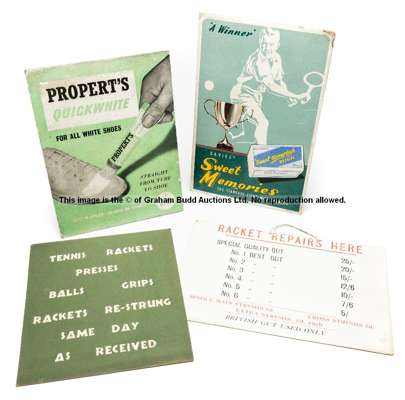 PROPERT'S
QUICKWHITE
FOR ALL WHITE SHOES
PROPERT'S
STRAIGHT
FROM TUBE
TO SHOE
"A Winner"
DAVIES'
Sweet
Memories
This image is the © of Graham Budd Auctions Ltd. No reproduction allowed.
TENNIS RACKETS
PRESSES
BALLS GRIPS
RACKETS RE-STRUNG
SAME DAY
AS RECEIVED
RACKET REPAIRS HERE
SPECIAL QUALITY GUT
No. 1 BEST GUT 25/-
No. 2 " " 20/-
No. 3 " " 15/-
No. 4 " " 12/6
No. 5 " " 10/-
No. 6 " " 7/6
5/
BRITISH GUT USED ONLY